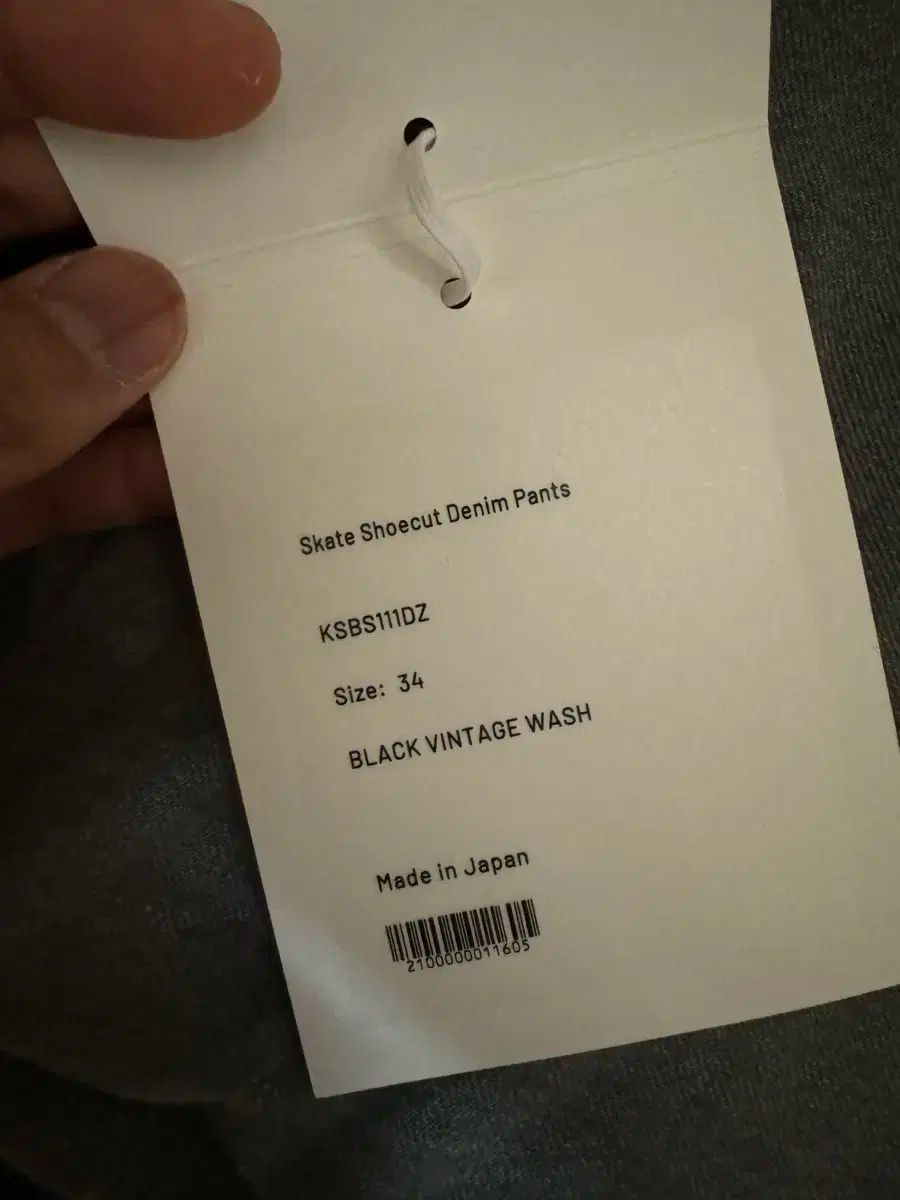 Skate Shoecut Denim Pants
KSBS111DZ
Size: 34
BLACK VINTAGE WASH
Made in Japan
2100000011605